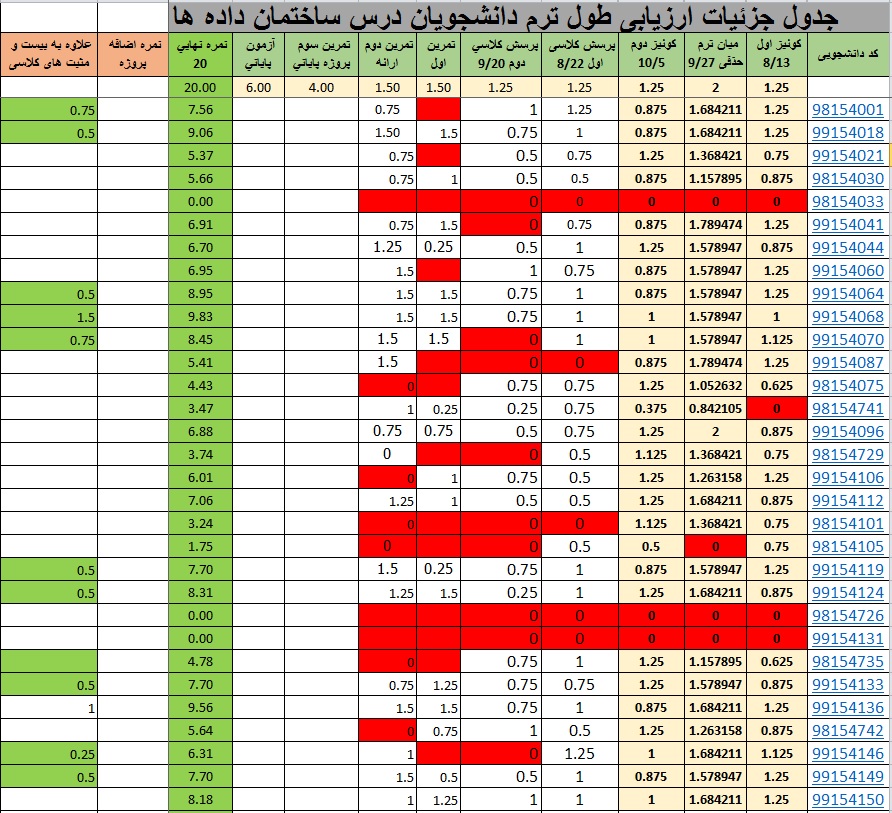 جدول جزئیات ارزیابی طول ترم دانشجویان درس ساختمان داده ها
کد دانشجویی کوئیز اول میان ترم کوئیز دوم پرسش کلاسی پرسش کلاسي تمرین تمرین دوم تمرین سوم آزمون نمره نهایي نمره اضافه علاوه به بیست و
8/13 حذفی 9/27 10/5 اول 8/22 دوم 9/20 اول ارائه پروژه پایاني پایاني 20 پروژه مثبت های کلاسی
1.25 2 1.25 1.25 1.25 1.50 1.50 4.00 6.00 20.00
98154001 1.25 1.684211 0.875 1.25 1 0.75 7.56 0.75
99154018 1.25 1.684211 0.875 1 0.75 1.5 1.50 9.06 0.5
99154021 0.75 1.368421 1.25 0.75 0.5 0.75 5.37
98154030 0.875 1.157895 0.875 0.5 0.5 1 0.75 5.66
98154033 0 0 0 0 0 0.00
99154041 1.25 1.789474 0.875 0.75 0 1.5 0.75 6.91
99154044 0.875 1.578947 1.25 1 0.5 0.25 1.25 6.70
99154060 1.25 1.578947 0.875 0.75 1 1.5 6.95
99154064 1.25 1.578947 0.875 1 0.75 1.5 1.5 8.95 0.5
99154068 1 1.578947 1 1 0.75 1.5 1.5 9.83 1.5
99154070 1.125 1.578947 1 1 0 1.5 1.5 8.45 0.75
99154087 1.25 1.789474 0.875 0 0 1.5 5.41
98154075 0.625 1.052632 1.25 0.75 0.75 0 4.43
98154741 0 0.842105 0.375 0.75 0.25 0.25 1 3.47
99154096 0.875 2 1.25 0.75 0.5 0.75 0.75 6.88
98154729 0.75 1.368421 1.125 0.5 0 0 3.74
99154106 1.25 1.263158 1.25 0.5 0.75 1 0 6.01
99154112 0.875 1.684211 1.25 0.5 0.5 1 1.25 7.06
98154101 0.75 1.368421 1.125 0 0 0 3.24
98154105 0.75 0 0.5 0.5 0 0 1.75
99154119 1.25 1.578947 0.875 1 0.75 0.25 1.5 7.70 0.5
99154124 0.875 1.684211 1.25 1 0.25 1.5 1.25 8.31 0.5
98154726 0 0 0 0 0 0.00
99154131 0 0 0 0 0 0.00
98154735 0.625 1.157895 1.25 1 0.75 0 4.78
99154133 0.875 1.578947 1.25 0.75 0.75 1.25 0.75 7.70 0.5
99154136 1.25 1.684211 0.875 1 0.75 1.5 1.5 9.56 1
98154742 0.875 1.263158 1.25 0.5 1 0.75 0 5.64
99154146 1.125 1.684211 1 1.25 0 1 6.31 0.25
99154149 1.25 1.578947 0.875 1 0.5 0.5 1.5 7.70 0.5
99154150 1.25 1.684211 1 1 1 1.25 1 8.18